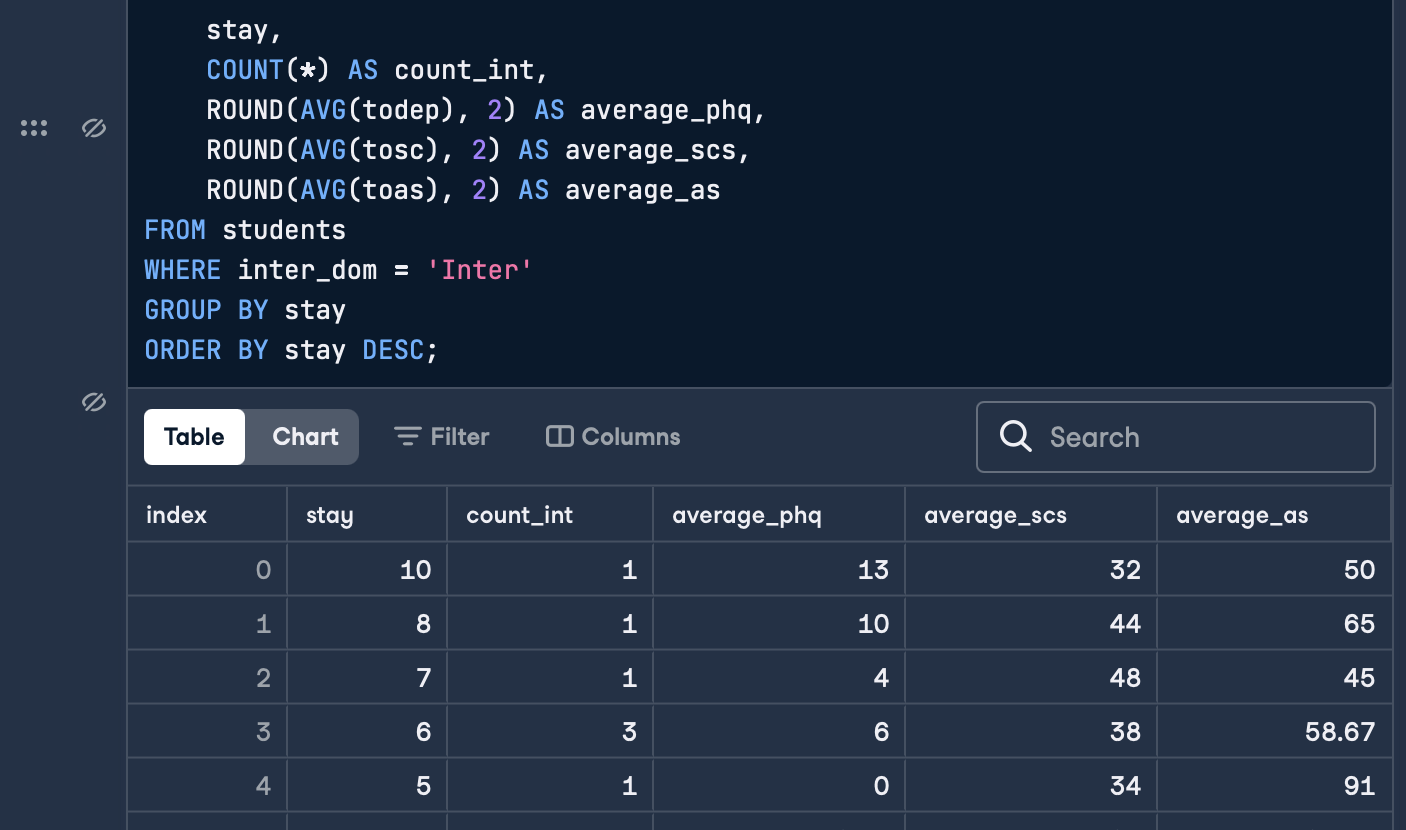 stay,
COUNT(*) AS count_int,
ROUND(AVG(todep), 2) AS average_phq,
ROUND(AVG(tosc), 2) AS average_scs,
ROUND(AVG(toas), 2) AS average_as
FROM students
WHERE inter_dom = 'Inter'
GROUP BY stay
ORDER BY stay DESC;
Table Chart Filter Columns Search
index stay count_int average_phq average_scs average_as
0 10 1 13 32 50
1 8 1 10 44 65
2 7 1 4 48 45
3 6 3 6 38 58.67
4 5 1 0 34 91